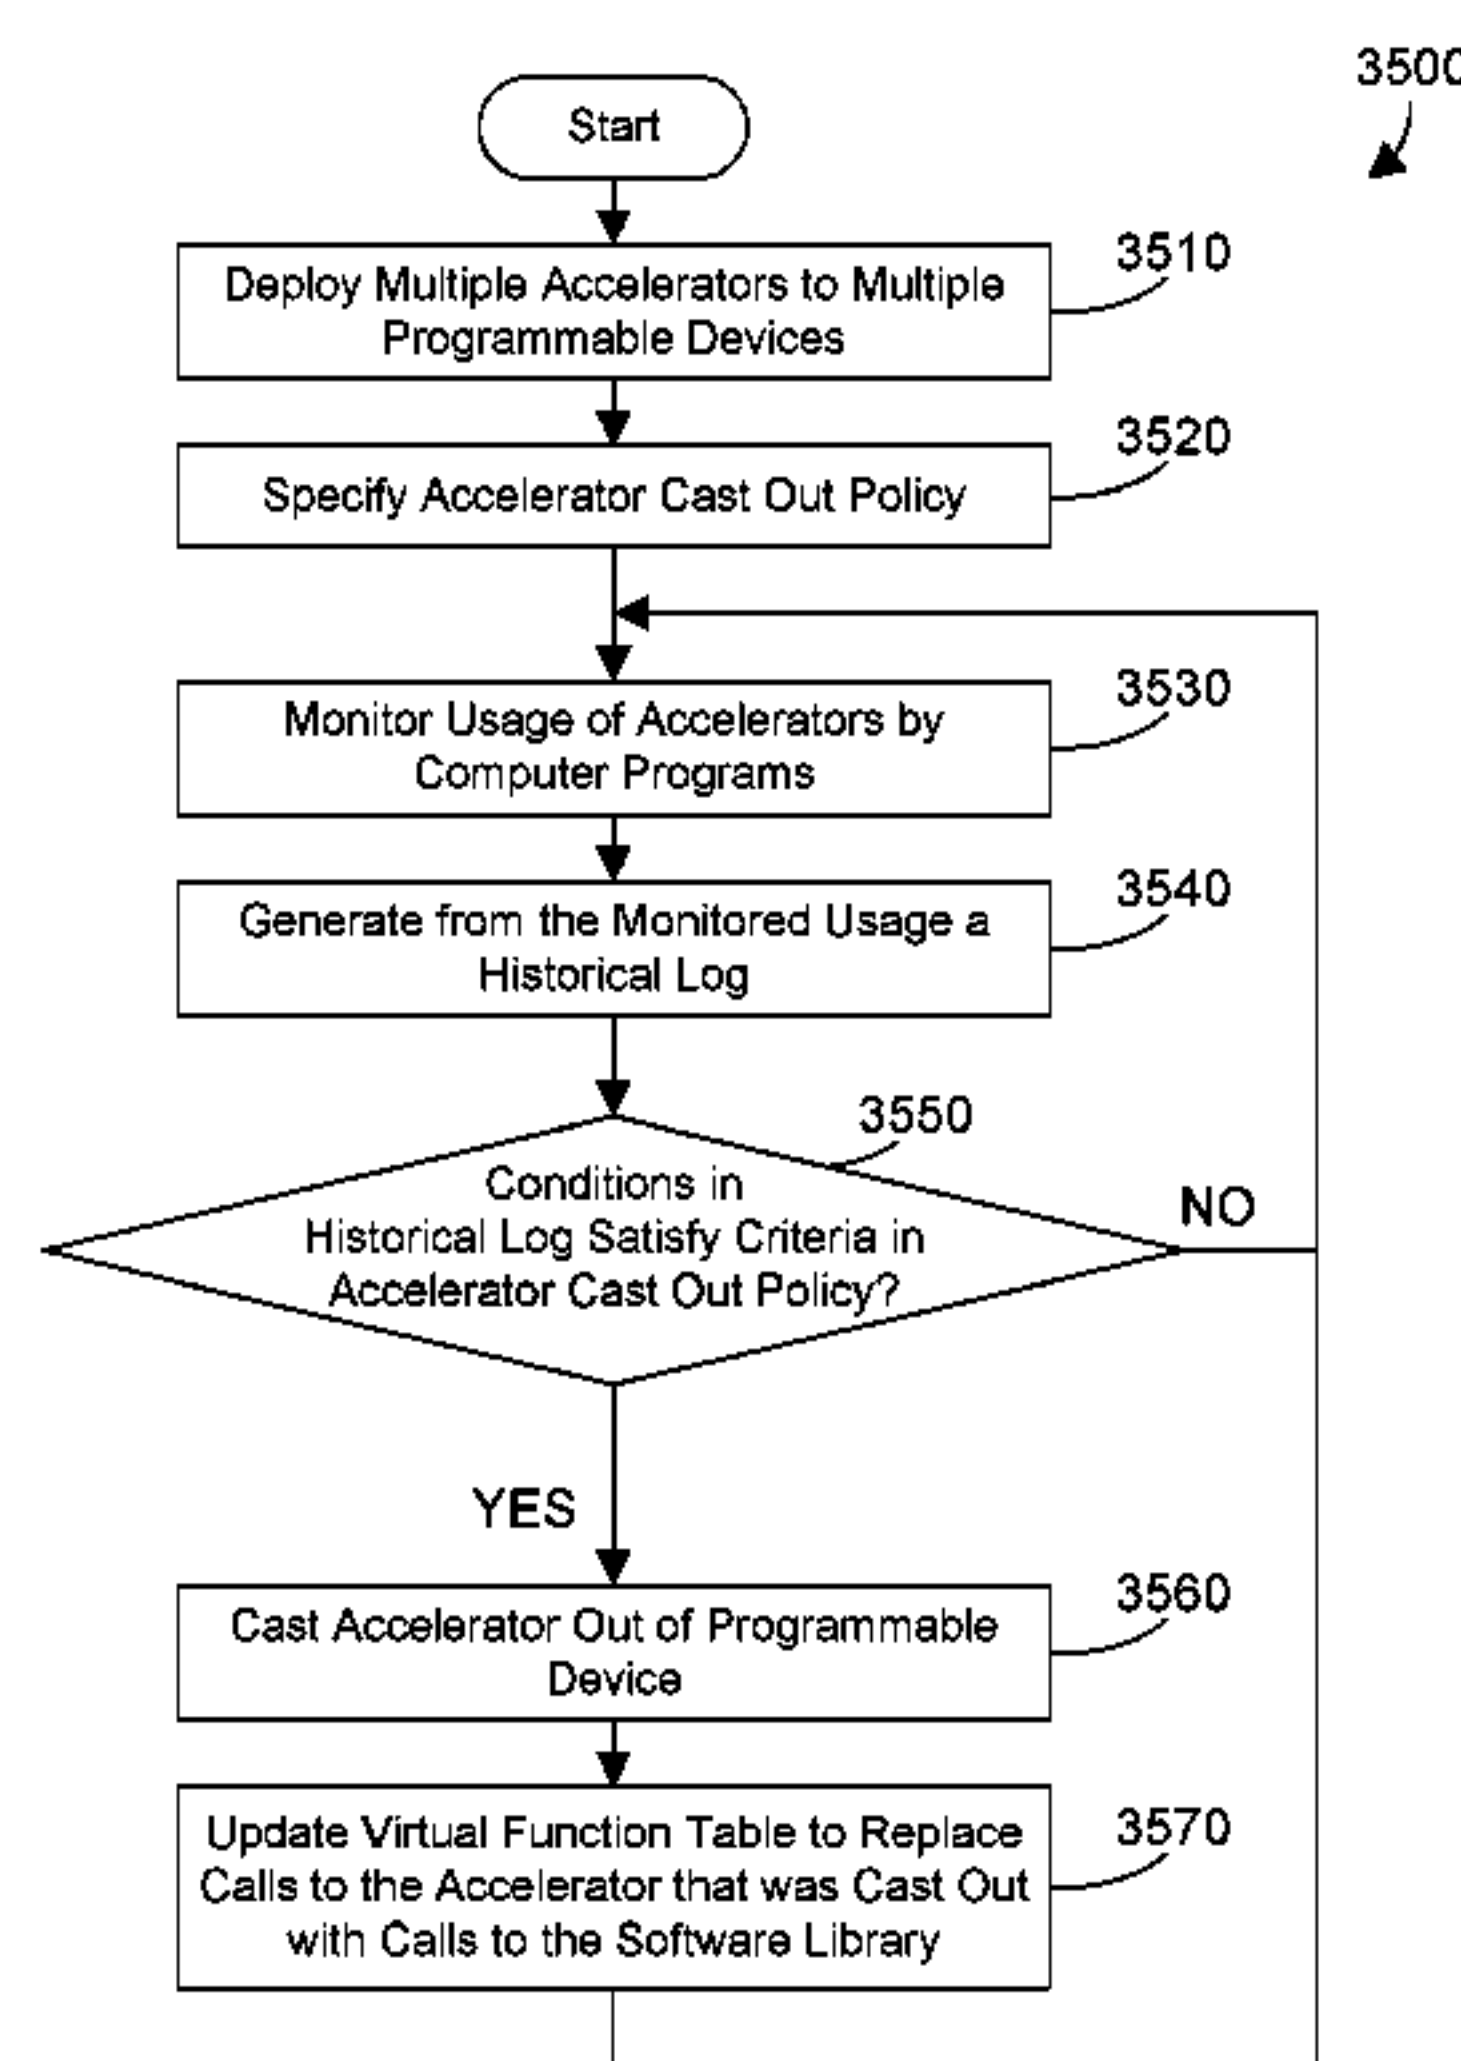 3500
Start
3510
Deploy Multiple Accelerators to Multiple
Programmable Devices
3520
Specify Accelerator Cast Out Policy
3530
Monitor Usage of Accelerators by
Computer Programs
3540
Generate from the Monitored Usage a
Historical Log
3550
Conditions in
Historical Log Satisfy Criteria in
Accelerator Cast Out Policy?
NO
YES
3560
Cast Accelerator Out of Programmable
Device
3570
Update Virtual Function Table to Replace
Calls to the Accelerator that was Cast Out
with Calls to the Software Library